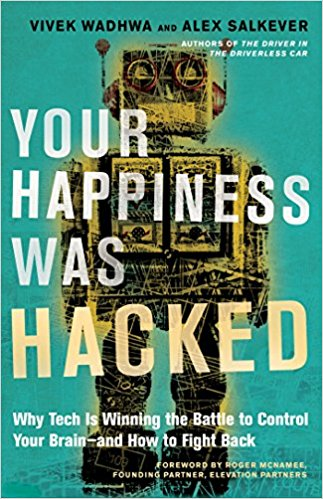 VIVEK WADHWA AND ALEX SALKEVER
AUTHORS OF THE DRIVER IN
THE DRIVERLESS CAR
YOUR
HAPPINESS
WAS
HACKED
Why Tech Is Winning the Battle to Control
Your Brain—and How to Fight Back
FOREWORD BY ROGER MCNAMEE,
FOUNDING PARTNER, ELEVATION PARTNERS